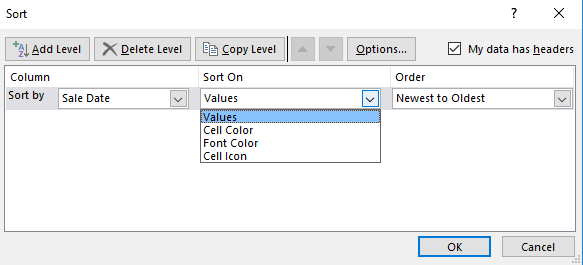 Sort
?
Add Level Delete Level Copy Level Options... My data has headers
Column Sort On Order
Sort by Sale Date Values Newest to Oldest
Values
Cell Color
Font Color
Cell Icon
OK Cancel